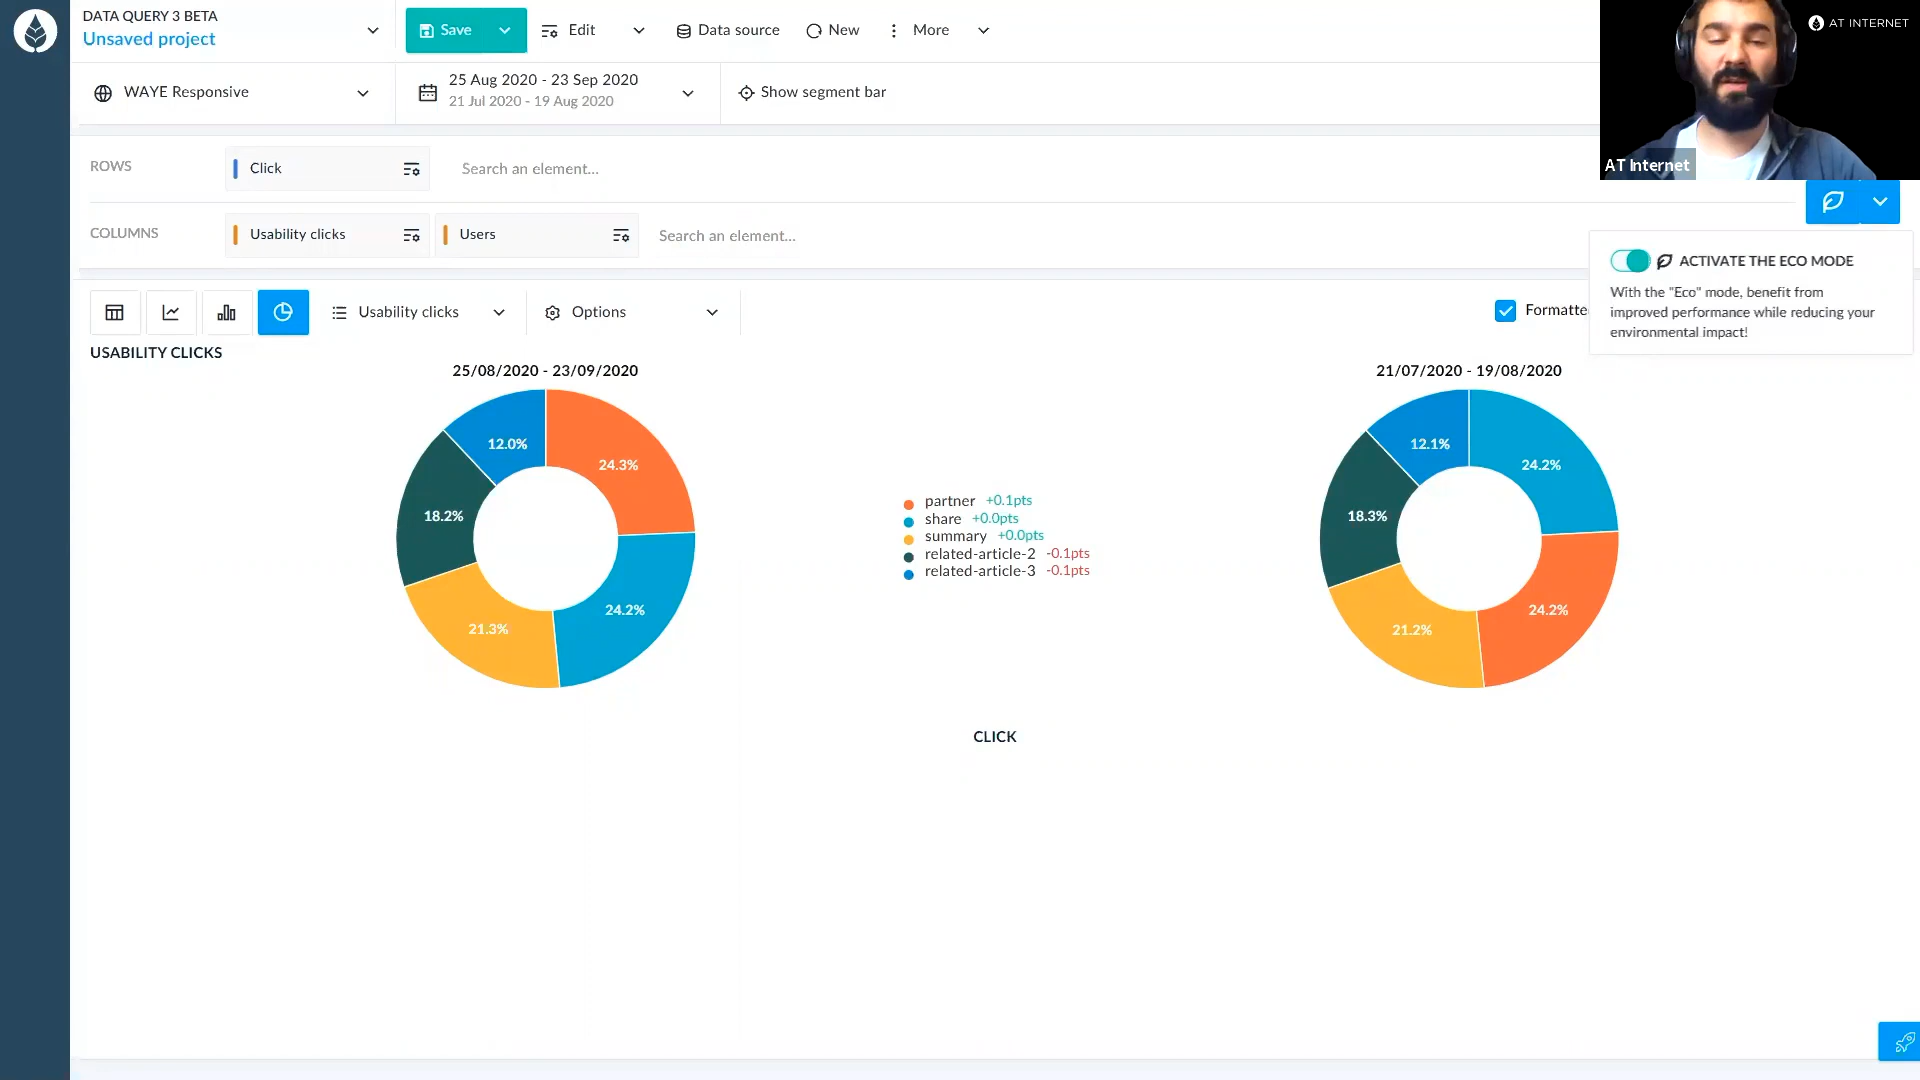 DATA QUERY 3 BETA
Unsaved project
Save
Edit
Data source
New
More
AT INTERNET
WAYE Responsive
25 Aug 2020 - 23 Sep 2020
21 Jul 2020 - 19 Aug 2020
Show segment bar
AT Internet
ROWS
Click
Search an element...
COLUMNS
Usability clicks
Users
Search an element...
ACTIVATE THE ECO MODE
With the "Eco" mode, benefit from
improved performance while reducing your
environmental impact!
Usability clicks
Options
Formatte
USABILITY CLICKS
25/08/2020 - 23/09/2020
12.0%
24.3%
18.2%
24.2%
21.3%
partner +0.1pts
share +0.0pts
summary +0.0pts
related-article-2 -0.1pts
related-article-3 -0.1pts
21/07/2020 - 19/08/2020
12.1%
24.2%
18.3%
24.2%
21.2%
CLICK